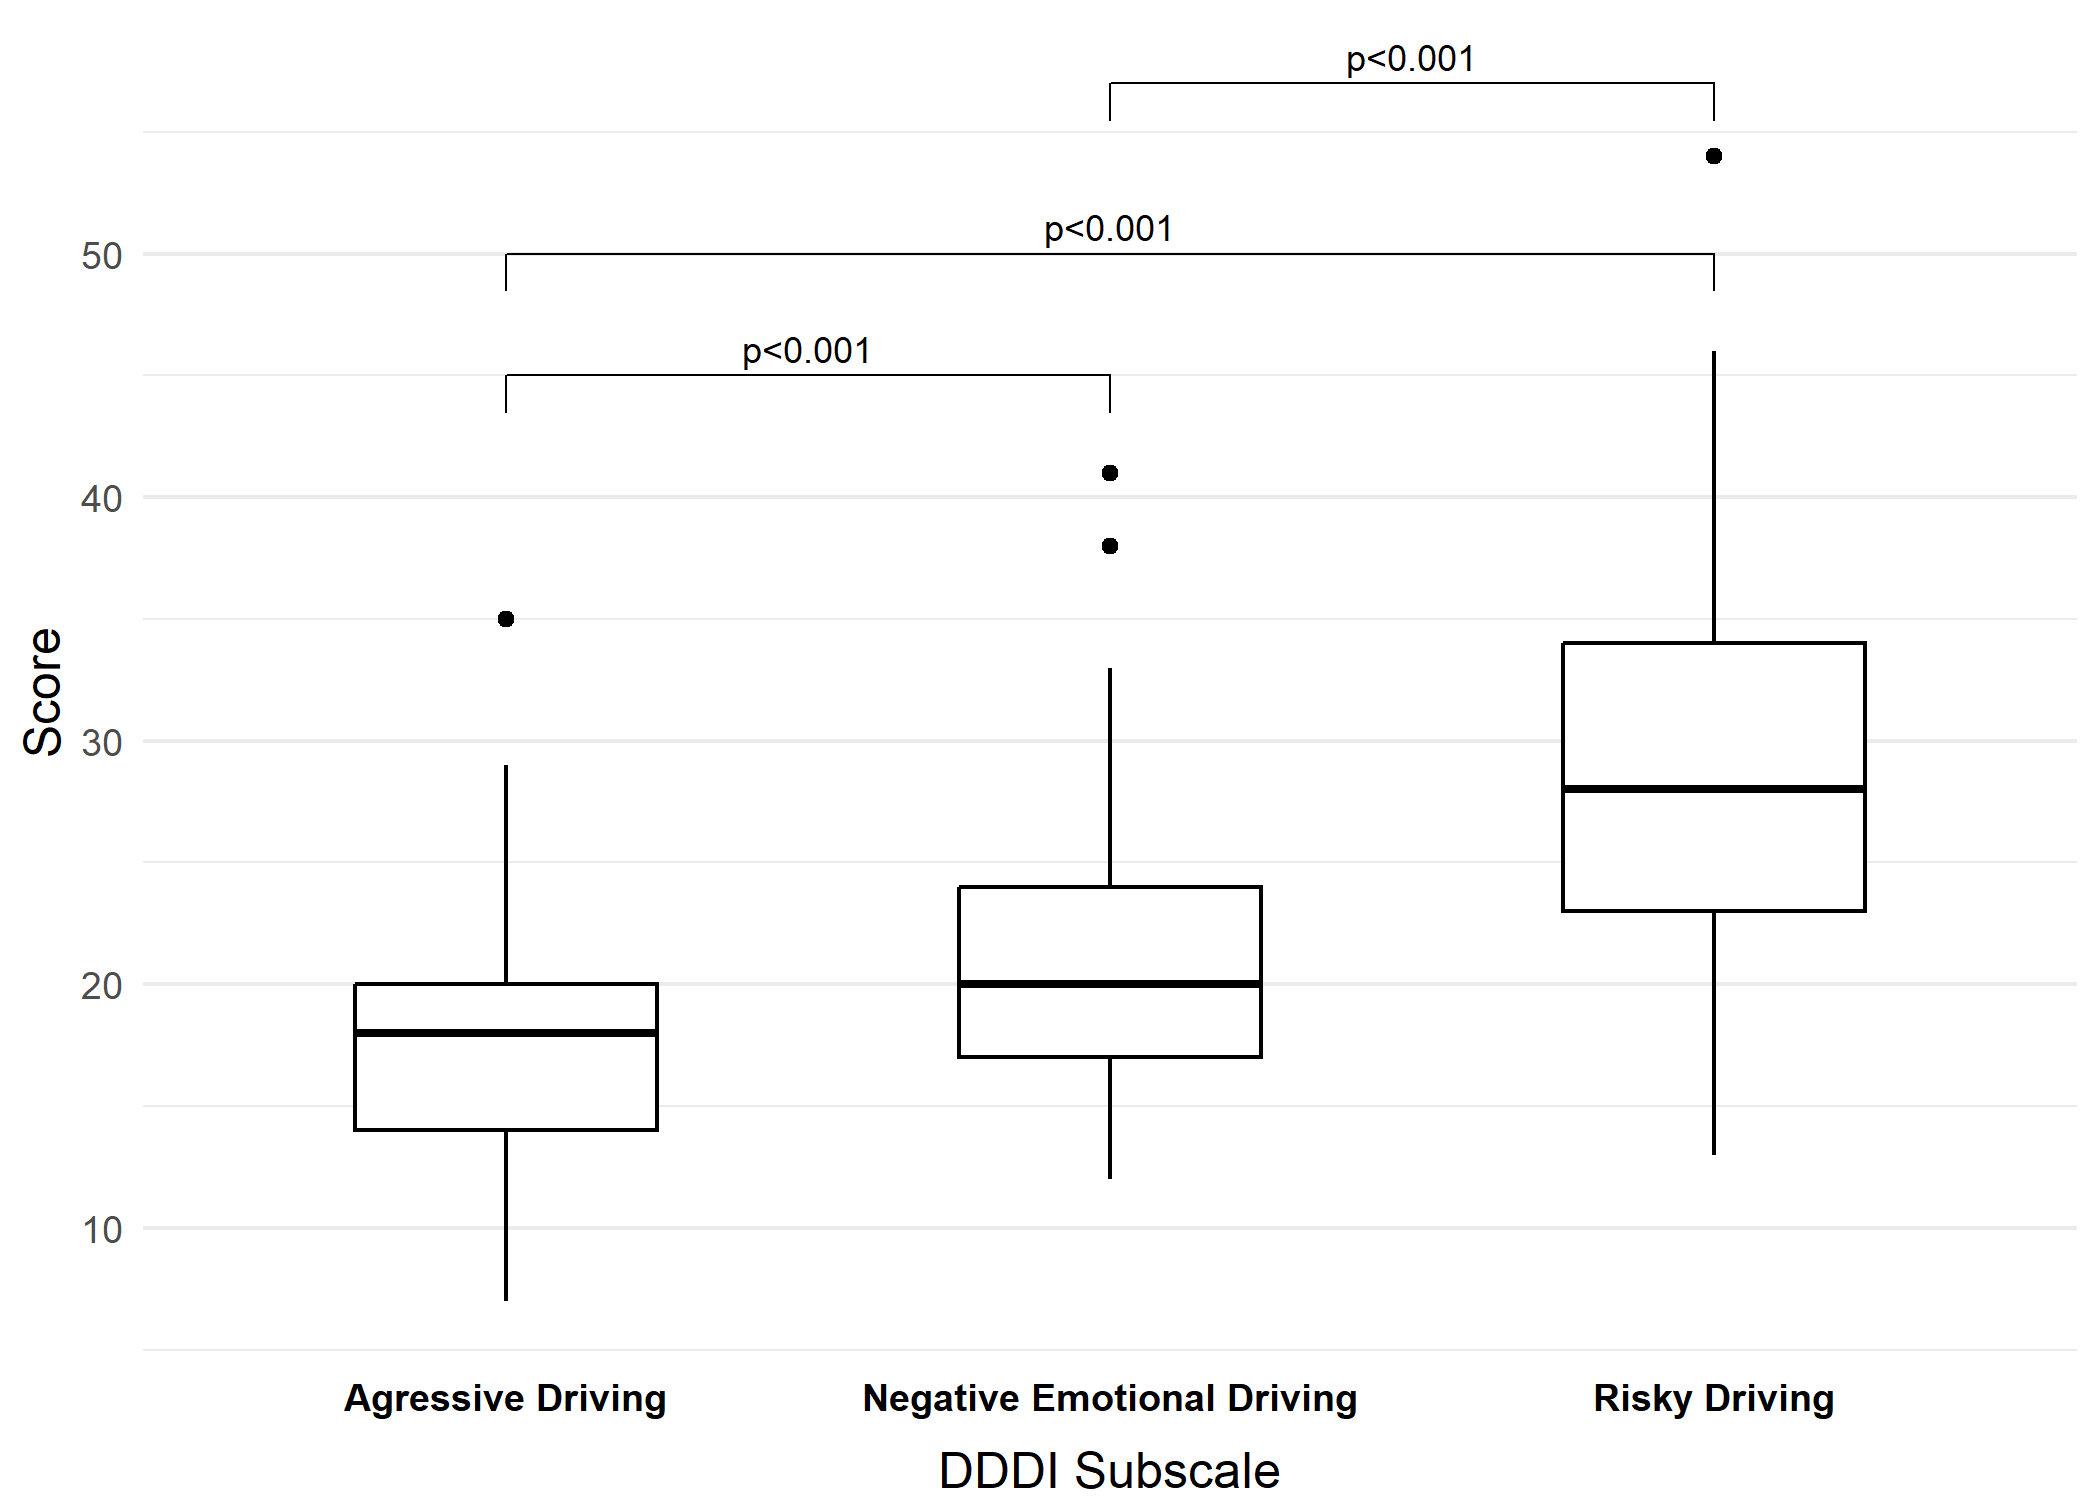 p<0.001
p<0.001
50
p<0.001
40
Score
30
20
10
Agressive Driving
Negative Emotional Driving
Risky Driving
DDDI Subscale